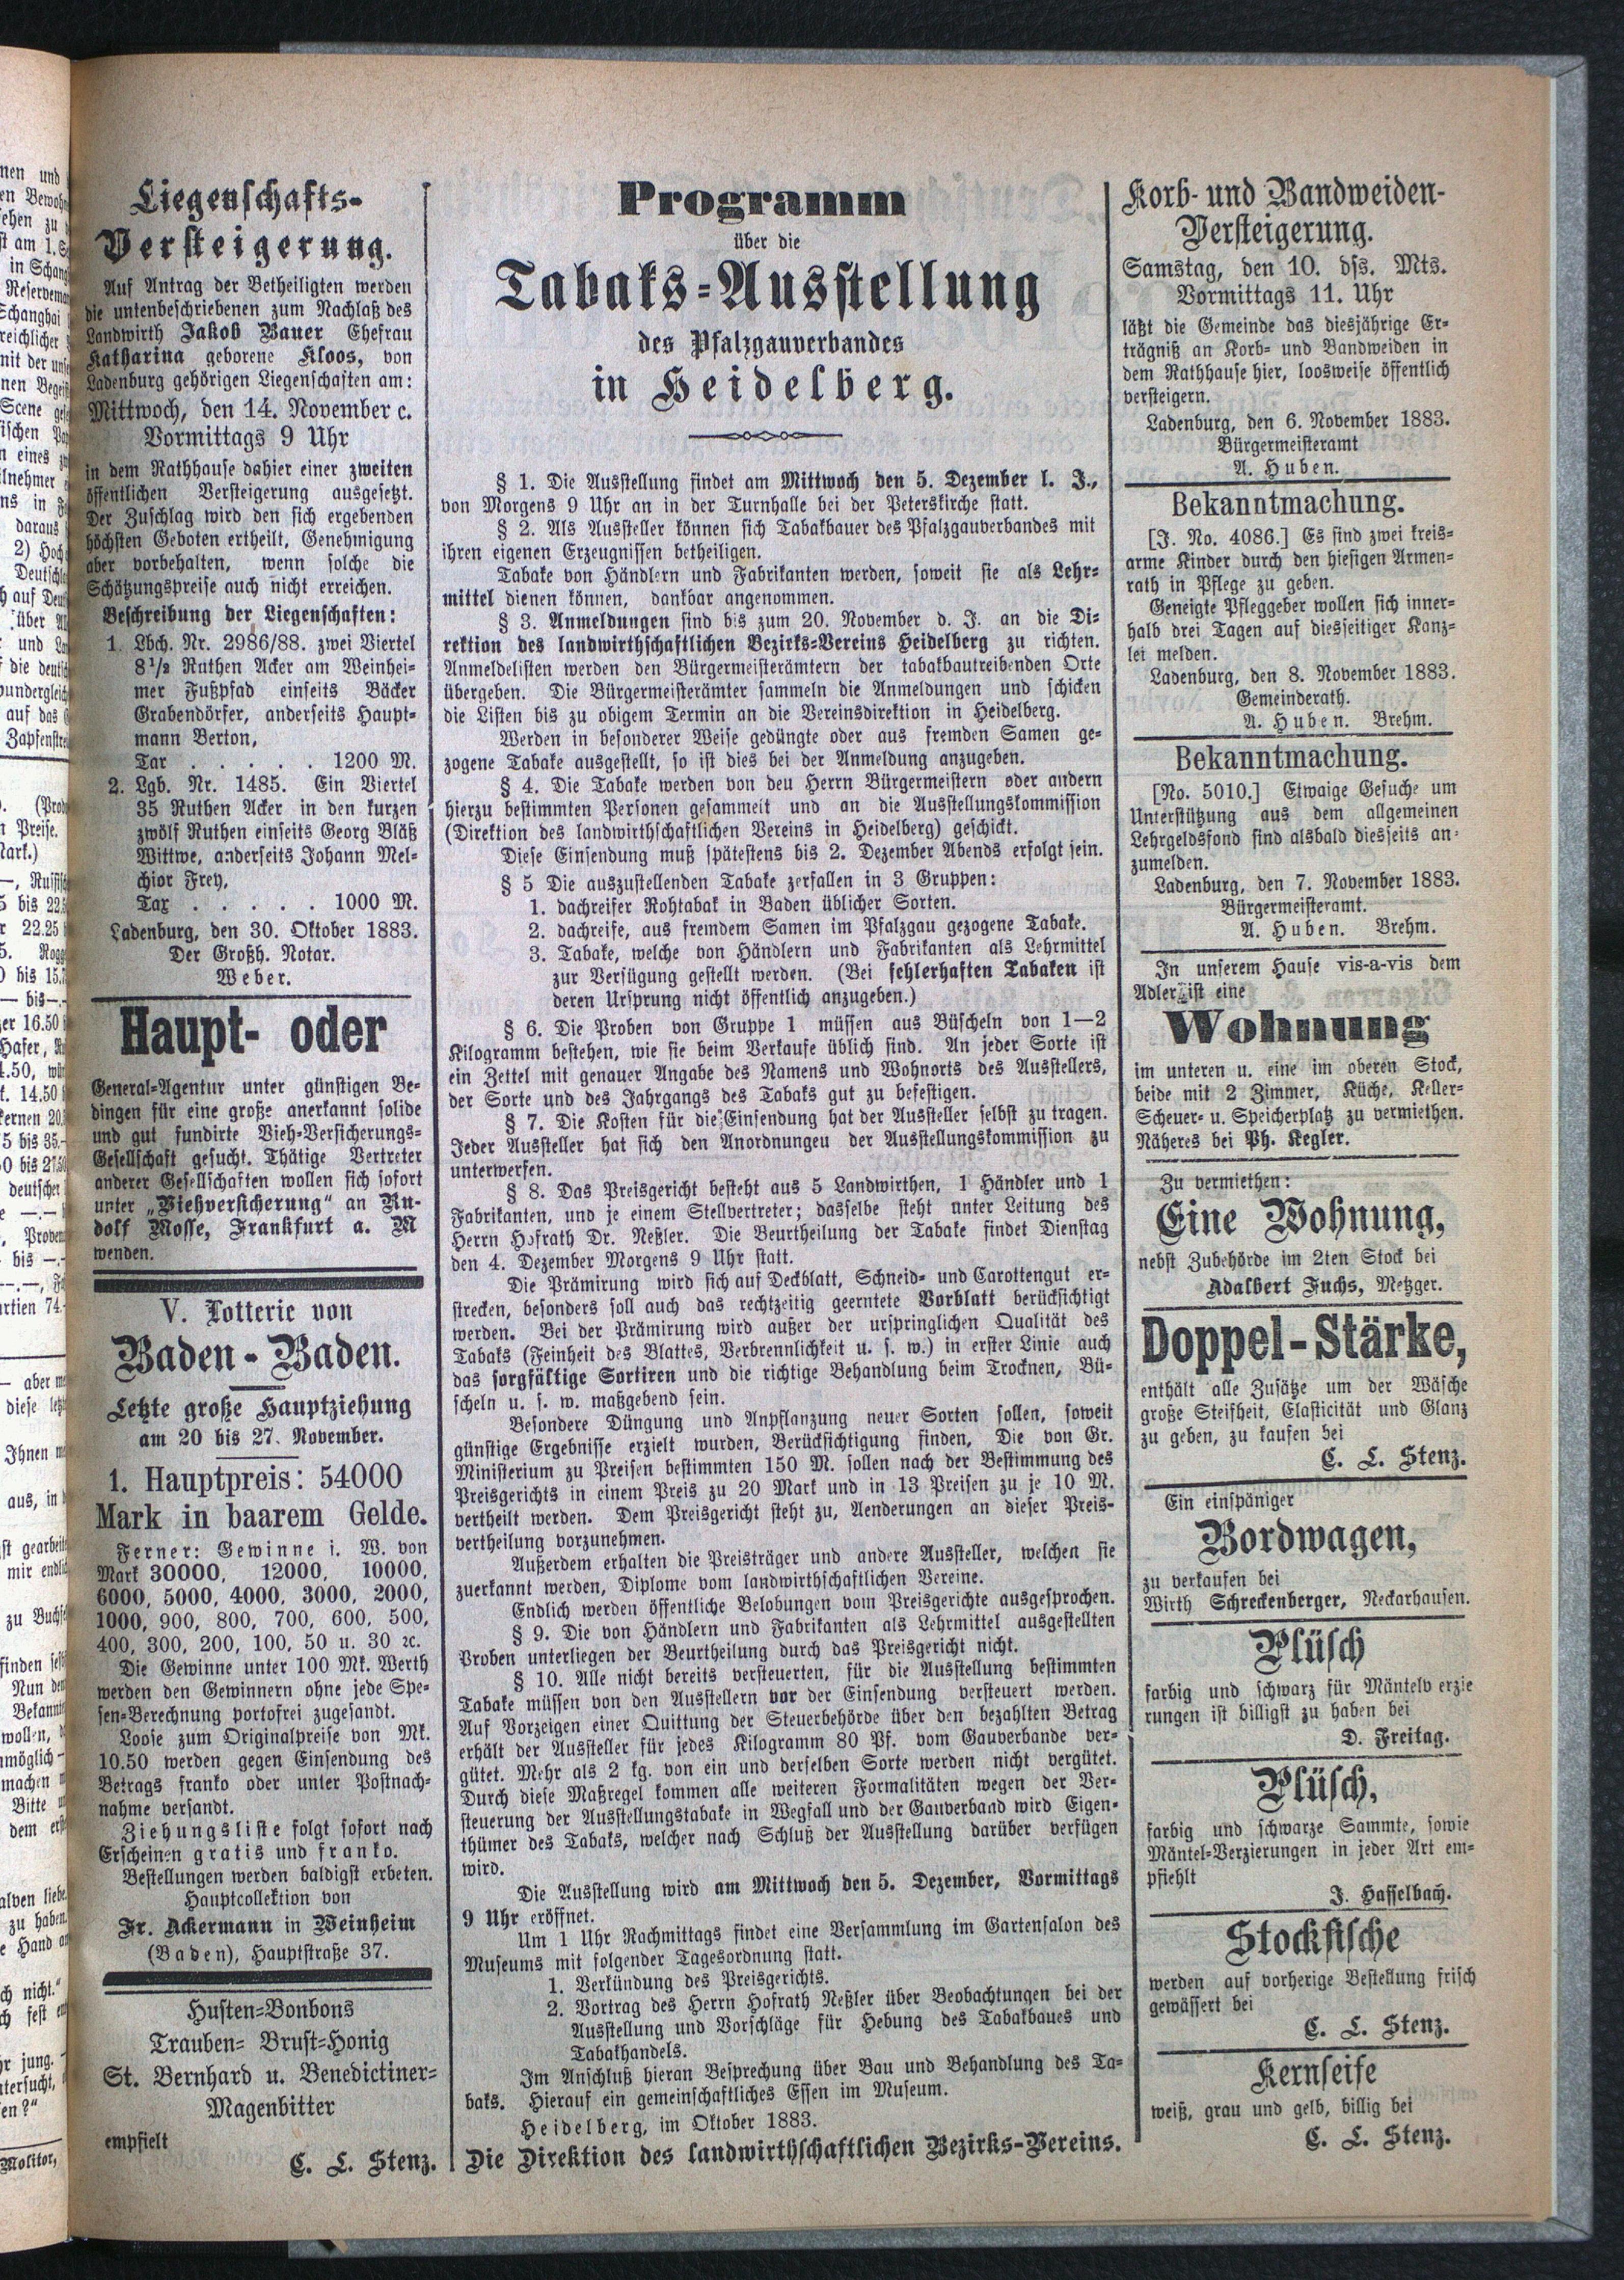 Liegenschafts-
Versteigerung.
Auf Antrag der Betheiligten werden
die untenbeschriebenen zum Nachlaß des
Landwirth Jakob Bauer Ehefrau
Katharina geborene Kloos, von
Ladenburg gehörigen Liegenschaften am:
Mittwoch, den 14. November c.
Vormittags 9 Uhr
in dem Rathhause dahier einer zweiten
öffentlichen Versteigerung ausgesetzt.
Der Zuschlag wird den sich ergebenden
höchsten Geboten ertheilt, Genehmigung
aber vorbehalten, wenn solche die
Schätzungspreise auch nicht erreichen.
Beschreibung der Liegenschaften:
1. Lbch. Nr. 2986/88. zwei Viertel
8 1/2 Ruthen Acker am Weinhei-
mer Fußpfad einseits Bäcker
Grabendörfer, anderseits Haupt-
mann Berton,
Tax . . . . . 1200 M.
2. Lgb. Nr. 1485. Ein Viertel
35 Ruthen Acker in den kurzen
zwölf Ruthen einseits Georg Bläß
Wittwe, anderseits Johann Mel-
chior Frey,
Tax . . . . . 1000 M.
Ladenburg, den 30. Oktober 1883.
Der Großh. Notar.
Weber.
Haupt- oder
General-Agentur unter günstigen Be-
dingen für eine große anerkannt solide
und gut fundirte Vieh-Versicherungs-
Gesellschaft gesucht. Thätige Vertreter
anderer Gesellschaften wollen sich sofort
unter „Viehversicherung“ an Ru-
dolf Mosse, Frankfurt a. M
wenden.
V. Lotterie von
Baden-Baden.
Letzte große Hauptziehung
am 20 bis 27. November.
1. Hauptpreis: 54000
Mark in baarem Gelde.
Ferner: Gewinne i. W. von
Mark 30000, 12000, 10000,
6000, 5000, 4000, 3000, 2000,
1000, 900, 800, 700, 600, 500,
400, 300, 200, 100, 50 u. 30 ꝛc.
Die Gewinne unter 100 Mk. Werth
werden den Gewinnern ohne jede Spe-
sen-Berechnung portofrei zugesandt.
Loose zum Originalpreise von Mk.
10.50 werden gegen Einsendung des
Betrags franko oder unter Postnach-
nahme versandt.
Ziehungsliste folgt sofort nach
Erscheinen gratis und franko.
Bestellungen werden baldigst erbeten.
Hauptcollektion von
Fr. Ackermann in Weinheim
(Baden), Hauptstraße 37.
Husten-Bonbons
Trauben- Brust-Honig
St. Bernhard u. Benedictiner-
Magenbitter
empfielt
C. L. Stenz.
Programm
über die
Tabaks-Ausstellung
des Pfalzgauverbandes
in Heidelberg.
§ 1. Die Ausstellung findet am Mittwoch den 5. Dezember l. J.,
von Morgens 9 Uhr an in der Turnhalle bei der Peterskirche statt.
§ 2. Als Aussteller können sich Tabakbauer des Pfalzgauverbandes mit
ihren eigenen Erzeugnissen betheiligen.
Tabake von Händlern und Fabrikanten werden, soweit sie als Lehr-
mittel dienen können, dankbar angenommen.
§ 3. Anmeldungen sind bis zum 20. November d. J. an die Di-
rektion des landwirthschaftlichen Bezirks-Vereins Heidelberg zu richten.
Anmeldelisten werden den Bürgermeisterämtern der tabakbautreibenden Orte
übergeben. Die Bürgermeisterämter sammeln die Anmeldungen und schicken
die Listen bis zu obigem Termin an die Vereinsdirektion in Heidelberg.
Werden in besonderer Weise gedüngte oder aus fremden Samen ge-
zogene Tabake ausgestellt, so ist dies bei der Anmeldung anzugeben.
§ 4. Die Tabake werden von deu Herrn Bürgermeistern oder andern
hierzu bestimmten Personen gesammeit und an die Ausstellungskommission
(Direktion des landwirthschaftlichen Vereins in Heidelberg) geschickt.
Diese Einsendung muß spätestens bis 2. Dezember Abends erfolgt sein.
§ 5 Die auszustellenden Tabake zerfallen in 3 Gruppen:
1. dachreifer Rohtabak in Baden üblicher Sorten.
2. dachreife, aus fremdem Samen im Pfalzgau gezogene Tabake.
3. Tabake, welche von Händlern und Fabrikanten als Lehrmittel
zur Verfügung gestellt werden. (Bei fehlerhaften Tabaken ist
deren Ursprung nicht öffentlich anzugeben.)
§ 6. Die Proben von Gruppe 1 müssen aus Büscheln von 1—2
Kilogramm bestehen, wie sie beim Verkaufe üblich sind. An jeder Sorte ist
ein Zettel mit genauer Angabe des Namens und Wohnorts des Ausstellers,
der Sorte und des Jahrgangs des Tabaks gut zu befestigen.
§ 7. Die Kosten für die Einsendung hat der Aussteller selbst zu tragen.
Jeder Aussteller hat sich den Anordnungeu der Ausstellungskommission zu
unterwerfen.
§ 8. Das Preisgericht besteht aus 5 Landwirthen, 1 Händler und 1
Fabrikanten, und je einem Stellvertreter; dasselbe steht unter Leitung des
Herrn Hofrath Dr. Neßler. Die Beurtheilung der Tabake findet Dienstag
den 4. Dezember Morgens 9 Uhr statt.
Die Prämirung wird sich auf Deckblatt, Schneid- und Carottengut er-
strecken, besonders soll auch das rechtzeitig geerntete Vorblatt berücksichtigt
werden. Bei der Prämirung wird außer der urspringlichen Qualität des
Tabaks (Feinheit des Blattes, Verbrennlichkeit u. s. w.) in erster Linie auch
das sorgfältige Sortiren und die richtige Behandlung beim Trocknen, Bü-
scheln u. s. w. maßgebend sein.
Besondere Düngung und Anpflanzung neuer Sorten sollen, soweit
günstige Ergebnisse erzielt wurden, Berücksichtigung finden, Die von Gr.
Ministerium zu Preisen bestimmten 150 M. sollen nach der Bestimmung des
Preisgerichts in einem Preis zu 20 Mark und in 13 Preisen zu je 10 M.
vertheilt werden. Dem Preisgericht steht zu, Aenderungen an dieser Preis-
vertheilung vorzunehmen.
Außerdem erhalten die Preisträger und andere Aussteller, welchen sie
zuerkannt werden, Diplome vom landwirthschaftlichen Vereine.
Endlich werden öffentliche Belobungen vom Preisgerichte ausgesprochen.
§ 9. Die von Händlern und Fabrikanten als Lehrmittel ausgestellten
Proben unterliegen der Beurtheilung durch das Preisgericht nicht.
§ 10. Alle nicht bereits versteuerten, für die Ausstellung bestimmten
Tabake müssen von den Ausstellern vor der Einsendung versteuert werden.
Auf Vorzeigen einer Quittung der Steuerbehörde über den bezahlten Betrag
erhält der Aussteller für jedes Kilogramm 80 Pf. vom Gauverbande ver-
gütet. Mehr als 2 kg. von ein und derselben Sorte werden nicht vergütet.
Durch diese Maßregel kommen alle weiteren Formalitäten wegen der Ver-
steuerung der Ausstellungstabake in Wegfall und der Gauverband wird Eigen-
thümer des Tabaks, welcher nach Schluß der Ausstellung darüber verfügen
wird.
Die Ausstellung wird am Mittwoch den 5. Dezember, Vormittags
9 Uhr eröffnet.
Um 1 Uhr Nachmittags findet eine Versammlung im Gartensalon des
Museums mit folgender Tagesordnung statt.
1. Verkündung des Preisgerichts.
2. Vortrag des Herrn Hofrath Neßler über Beobachtungen bei der
Ausstellung und Vorschläge für Hebung des Tabakbaues und
Tabakhandels.
Im Anschluß hieran Besprechung über Bau und Behandlung des Ta-
baks. Hierauf ein gemeinschaftliches Essen im Museum.
Heidelberg, im Oktober 1883.
Die Direktion des landwirthschaftlichen Bezirks-Vereins.
Korb- und Bandweiden-
Versteigerung.
Samstag, den 10. dss. Mts.
Vormittags 11. Uhr
läßt die Gemeinde das diesjährige Er-
trägniß an Korb- und Bandweiden in
dem Rathhause hier, loosweise öffentlich
versteigern.
Ladenburg, den 6. November 1883.
Bürgermeisteramt
A. Huben.
Bekanntmachung.
[J. No. 4086.] Es sind zwei kreis-
arme Kinder durch den hiesigen Armen-
rath in Pflege zu geben.
Geneigte Pfleggeber wollen sich inner-
halb drei Tagen auf diesseitiger Kanz-
lei melden.
Ladenburg, den 8. November 1883.
Gemeinderath.
A. Huben. Brehm.
Bekanntmachung.
[No. 5010.] Etwaige Gesuche um
Unterstützung aus dem allgemeinen
Lehrgeldsfond sind alsbald diesseits an-
zumelden.
Ladenburg, den 7. November 1883.
Bürgermeisteramt.
A. Huben. Brehm.
In unserem Hause vis-a-vis dem
Adler ist eine
Wohnung
im unteren u. eine im oberen Stock,
beide mit 2 Zimmer, Küche, Keller-
Scheuer- u. Speicherplatz zu vermiethen.
Näheres bei Ph. Kegler.
Zu vermiethen:
Eine Wohnung,
nebst Zubehörde im 2ten Stock bei
Adalbert Fuchs, Metzger.
Doppel-Stärke,
enthält alle Zusätze um der Wäsche
große Steifheit, Elasticität und Glanz
zu geben, zu kaufen bei
C. L. Stenz.
Ein einspäniger
Bordwagen,
zu verkaufen bei
Wirth Schreckenberger, Neckarhausen.
Plüsch
farbig und schwarz für Mäntelv erzie
rungen ist billigst zu haben bei
D. Freitag.
Plüsch,
farbig und schwarze Sammte, sowie
Mäntel-Verzierungen in jeder Art em-
pfiehlt
J. Hasselbach.
Stockfische
werden auf vorherige Bestellung frisch
gewässert bei
C. L. Stenz.
Kernseife
weiß, grau und gelb, billig bei
C. L. Stenz.